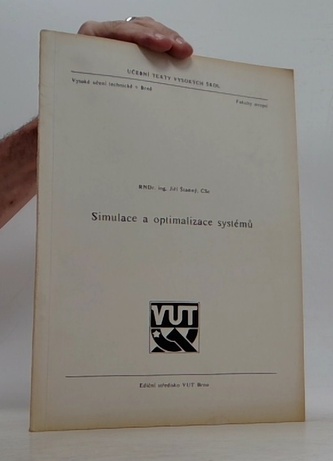 UČEBNÍ TEXTY VYSOKÝCH ŠKOL
Vysoké učení technické v Brně
Fakulta strojní
RNDr. ing. Jiří Šťastný, CSc.
Simulace a optimalizace systémů
VUT
Ediční středisko VUT Brno